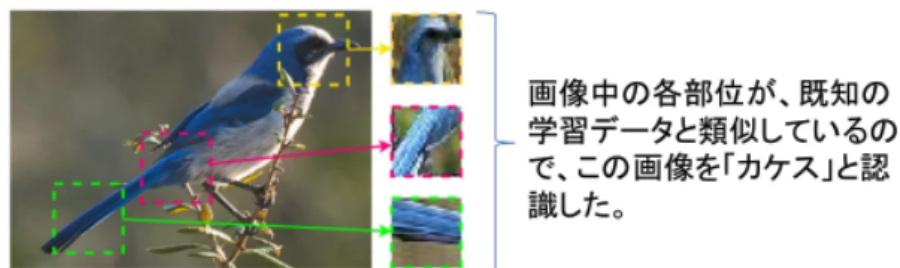 画像中の各部位が、既知の
学習データと類似しているの
で、この画像を「カケス」と認
識した。